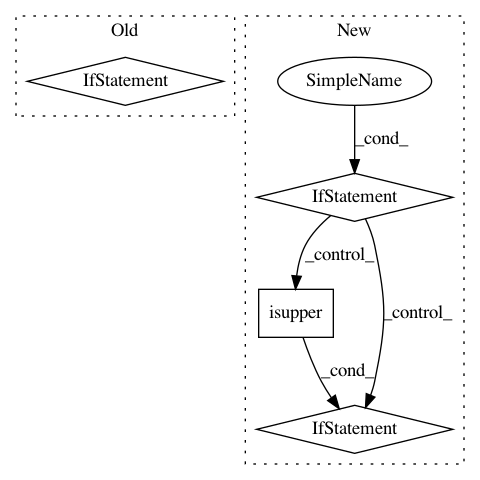 Old
New
IfStatement
SimpleName
_cond_
IfStatement
_control_
isupper
_control_
_cond_
IfStatement